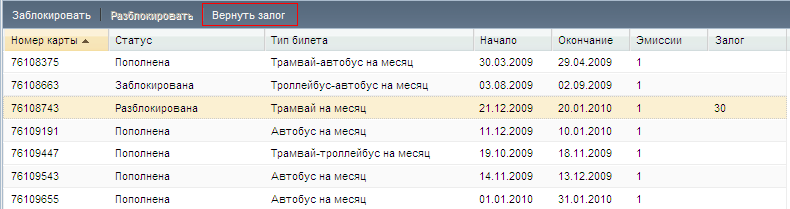 Заблокировать Разблокировать Вернуть залог
Номер карты Статус Тип билета Начало Окончание Эмиссии Залог
76108375 Пополнена Трамвай-автобус на месяц 30.03.2009 29.04.2009 1
76108663 Заблокирована Троллейбус-автобус на месяц 03.08.2009 02.09.2009 1
76108743 Разблокирована Трамвай на месяц 21.12.2009 20.01.2010 1 30
76109191 Пополнена Автобус на месяц 11.12.2009 10.01.2010 1
76109447 Пополнена Трамвай-троллейбус на месяц 19.10.2009 18.11.2009 1
76109543 Пополнена Автобус на месяц 14.11.2009 13.12.2009 1
76109655 Пополнена Автобус на месяц 01.01.2010 31.01.2010 1